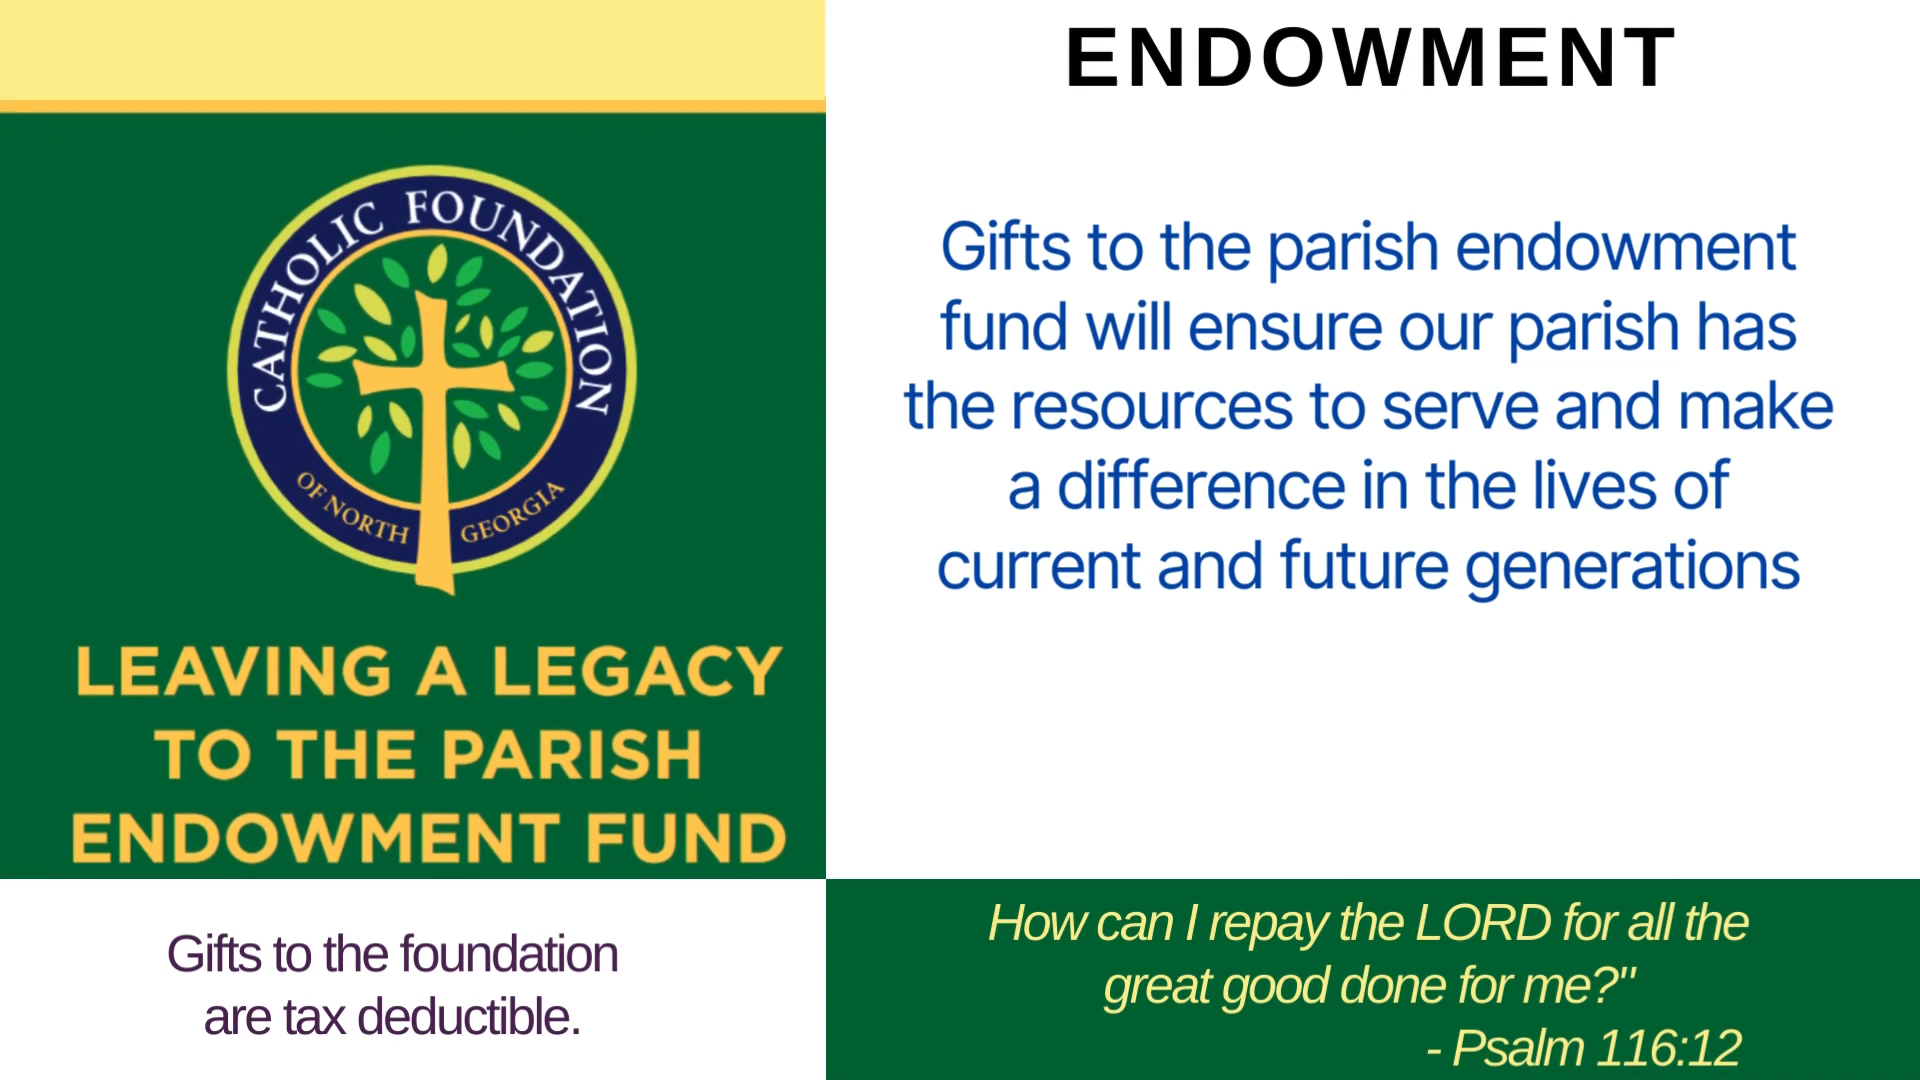 CATHOLIC FOUNDATION
OF NORTH GEORGIA
LEAVING A LEGACY
TO THE PARISH
ENDOWMENT FUND
Gifts to the foundation
are tax deductible.
ENDOWMENT
Gifts to the parish endowment
fund will ensure our parish has
the resources to serve and make
a difference in the lives of
current and future generations
How can I repay the LORD for all the
great good done for me?"
- Psalm 116:12